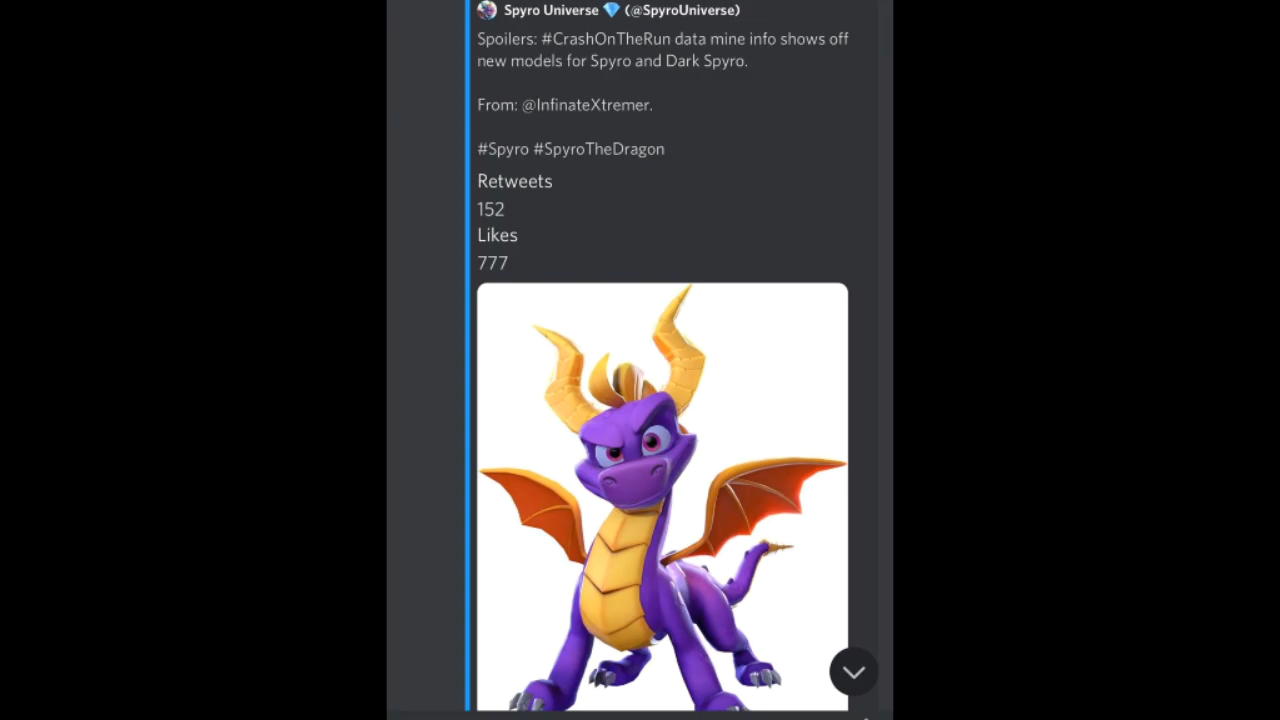 Spyro Universe 💎 (@SpyroUniverse)
Spoilers: #CrashOnTheRun data mine info shows off
new models for Spyro and Dark Spyro.
From: @InfinateXtremer.
#Spyro #SpyroTheDragon
Retweets
152
Likes
777